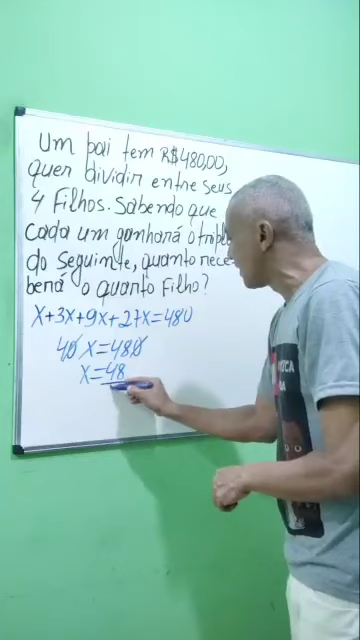 Um pai tem R$480,00,
quer dividir entre seus
4 Filhos. Sabendo que
cada um ganhará o triplo
do seguinte, quanto rece-
berá o quarto Filho?
X+3X+9X+27X=480
40 X=480
X=48